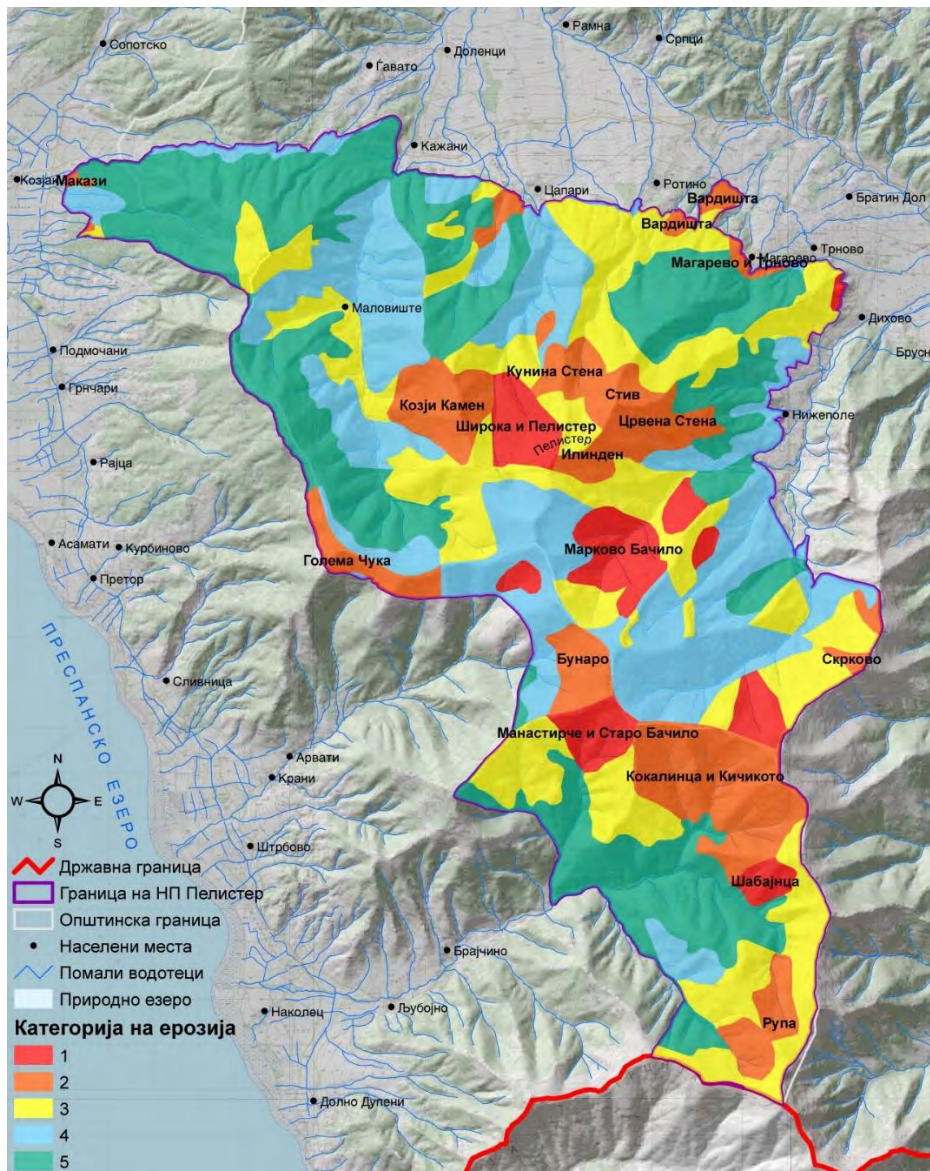 Рамна
Сопотско
Српци
Доленци
Ѓавато
Кажани
Козјак
Макази
Цапари
Ротино
Вардишта
Братин Дол
Вардишта
Трново
Магарево
Магарево и Трново
Маловиште
Дихово
Подмочани
Брусн
Грнчари
Кунина Стена
Стив
Козји Камен
Нижеполе
Широка и Пелистер
Црвена Стена
Пелистер
Илинден
Рајца
Асамати
Курбиново
Марково Бачило
Голема Чука
Претор
ПРЕСПАНСКО ЕЗЕРО
Бунаро
Скрково
Сливница
Манастирче и Старо Бачило
Арвати
Крани
Кокалинца и Кичикото
N
W
E
S
Штрбово
Шабајнца
Брајчино
Наколец
Љубојно
Рупа
Долно Дупени
Државна граница
Граница на НП Пелистер
Општинска граница
Населени места
Помали водотеци
Природно езеро
Категорија на ерозија
1
2
3
4
5